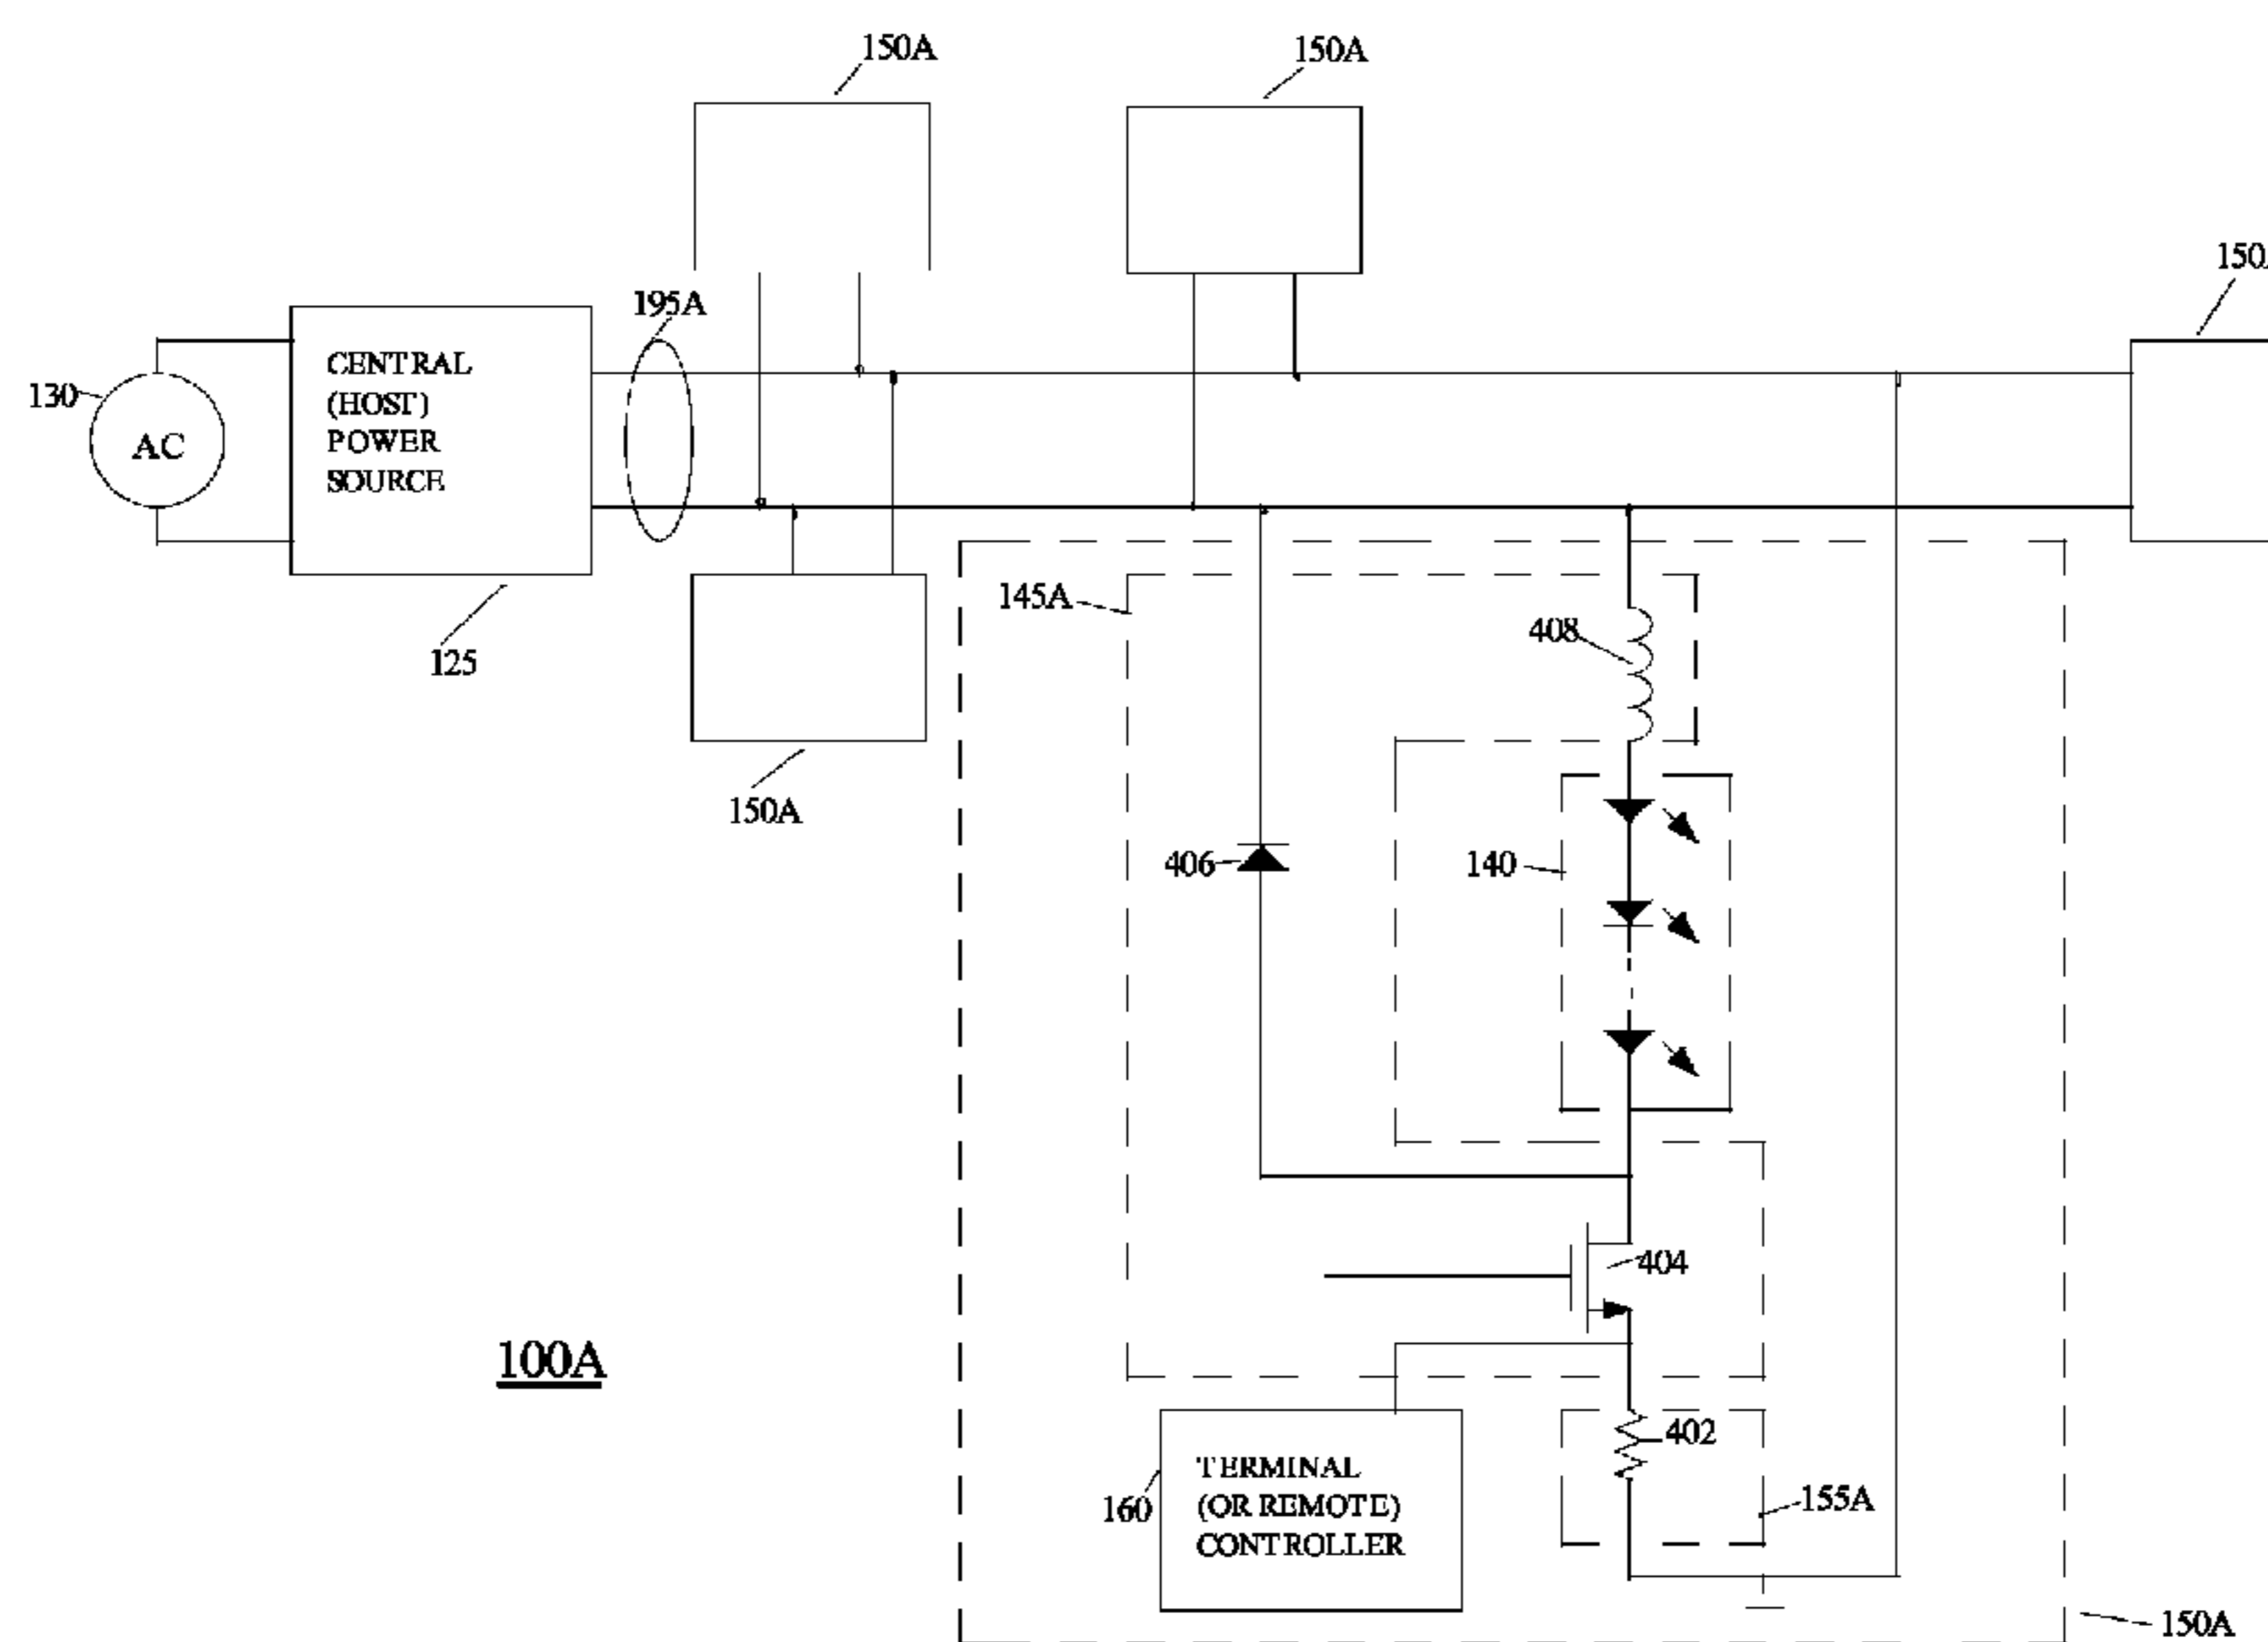 150A
150A
150A
195A
130
AC
CENTRAL
(HOST)
POWER
SOURCE
125
150A
145A
408
406
140
404
100A
402
160
TERMINAL
(OR REMOTE)
CONTROLLER
155A
150A